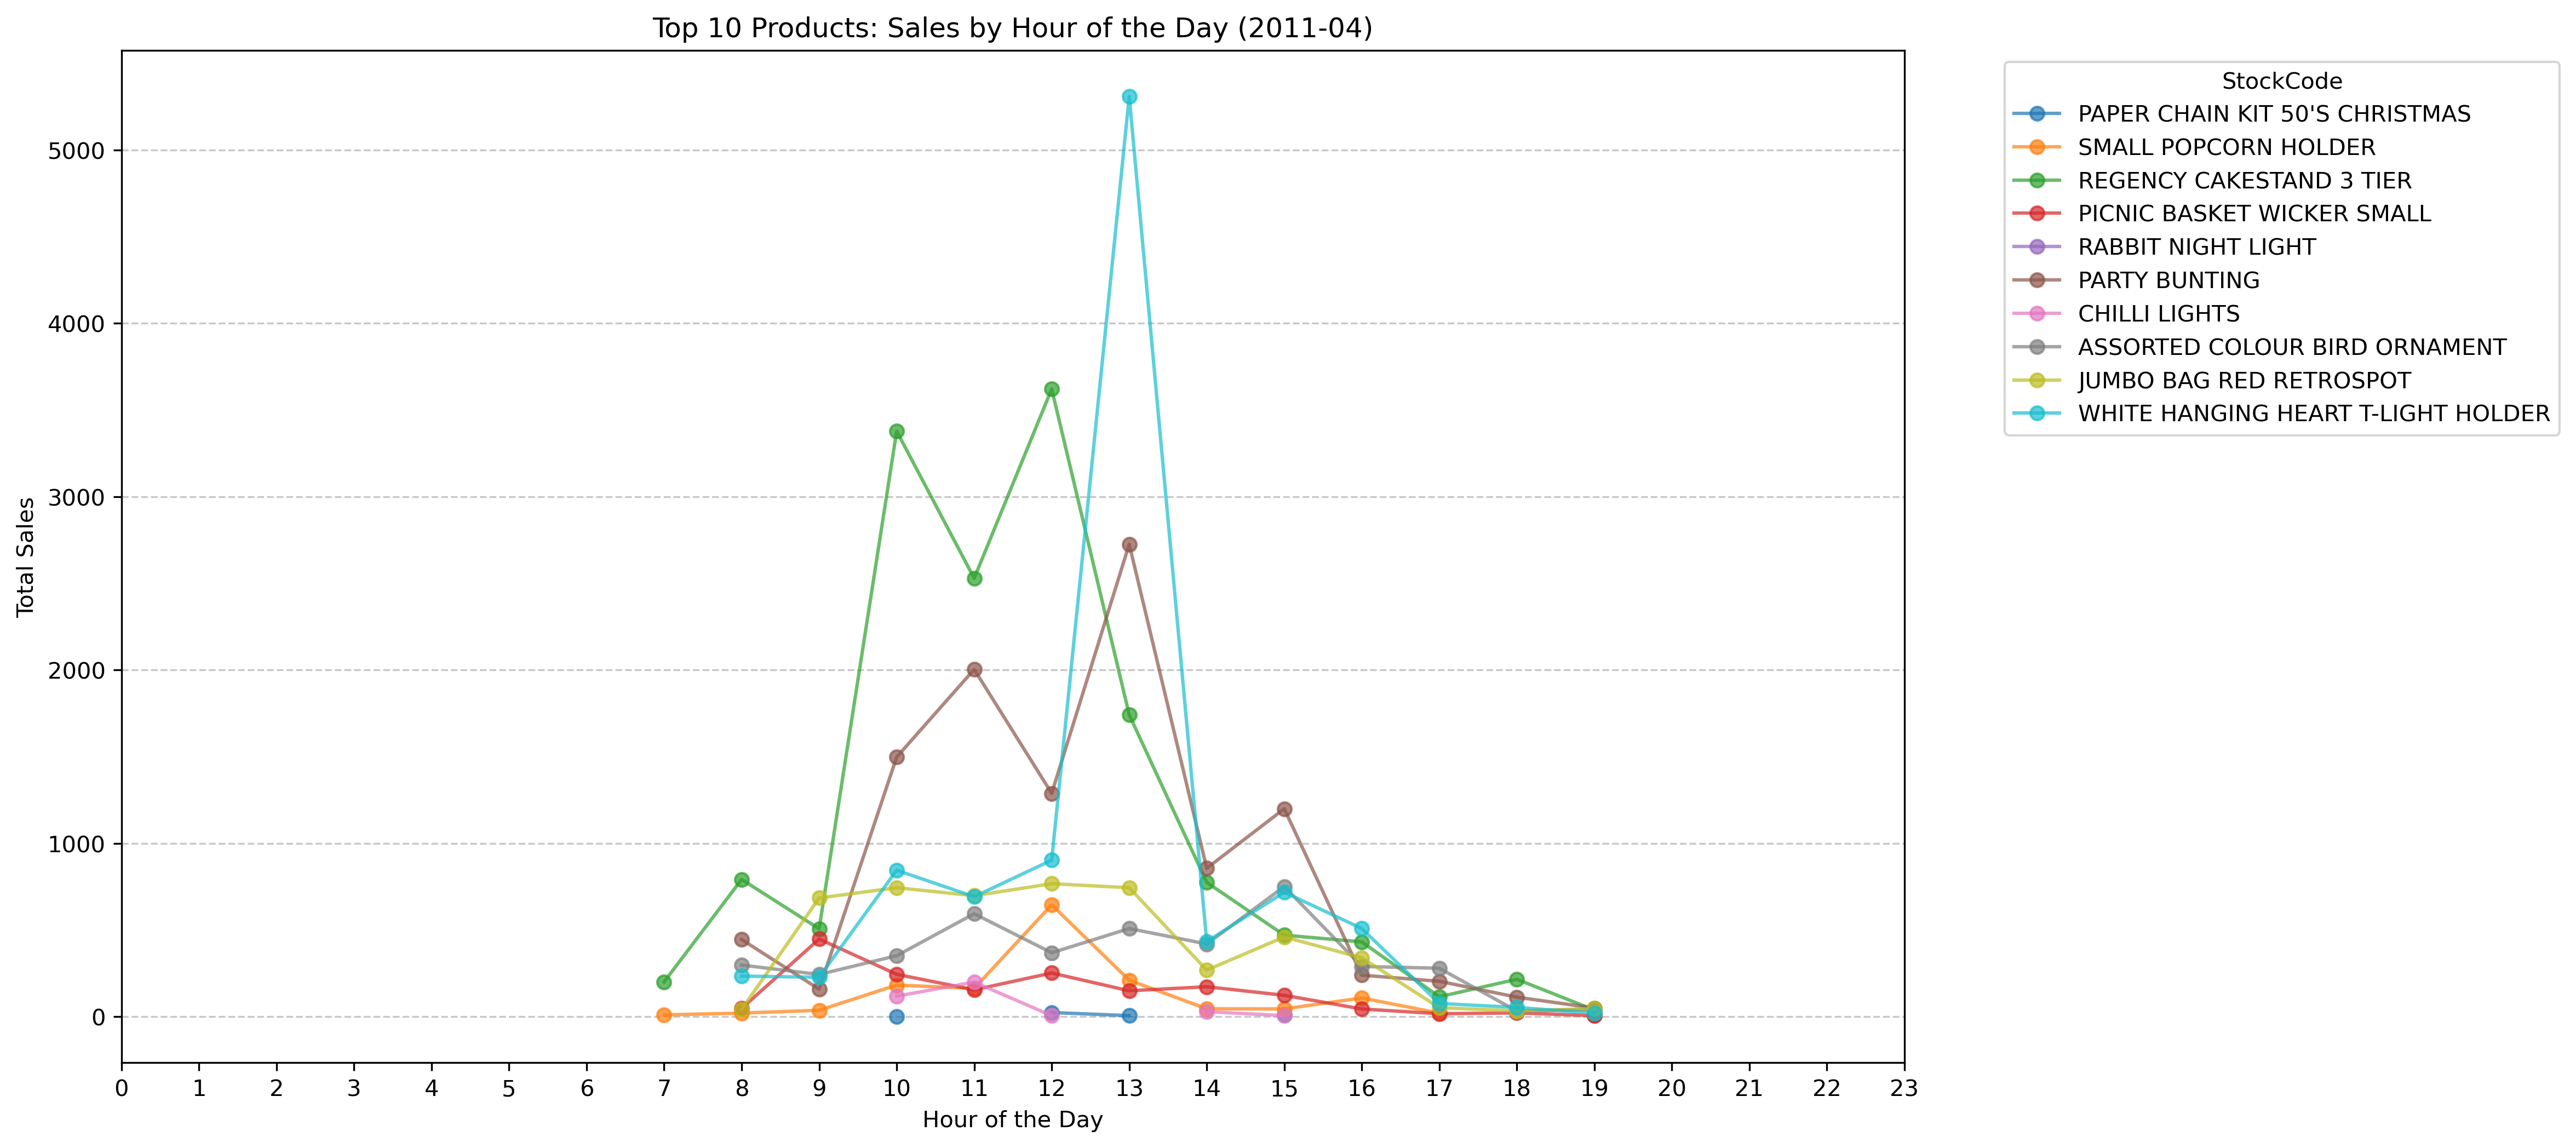 Top 10 Products: Sales by Hour of the Day (2011-04)
Total Sales
5000
4000
3000
2000
1000
0
0 1 2 3 4 5 6 7 8 9 10 11 12 13 14 15 16 17 18 19 20 21 22 23
Hour of the Day
StockCode
PAPER CHAIN KIT 50'S CHRISTMAS
SMALL POPCORN HOLDER
REGENCY CAKESTAND 3 TIER
PICNIC BASKET WICKER SMALL
RABBIT NIGHT LIGHT
PARTY BUNTING
CHILLI LIGHTS
ASSORTED COLOUR BIRD ORNAMENT
JUMBO BAG RED RETROSPOT
WHITE HANGING HEART T-LIGHT HOLDER